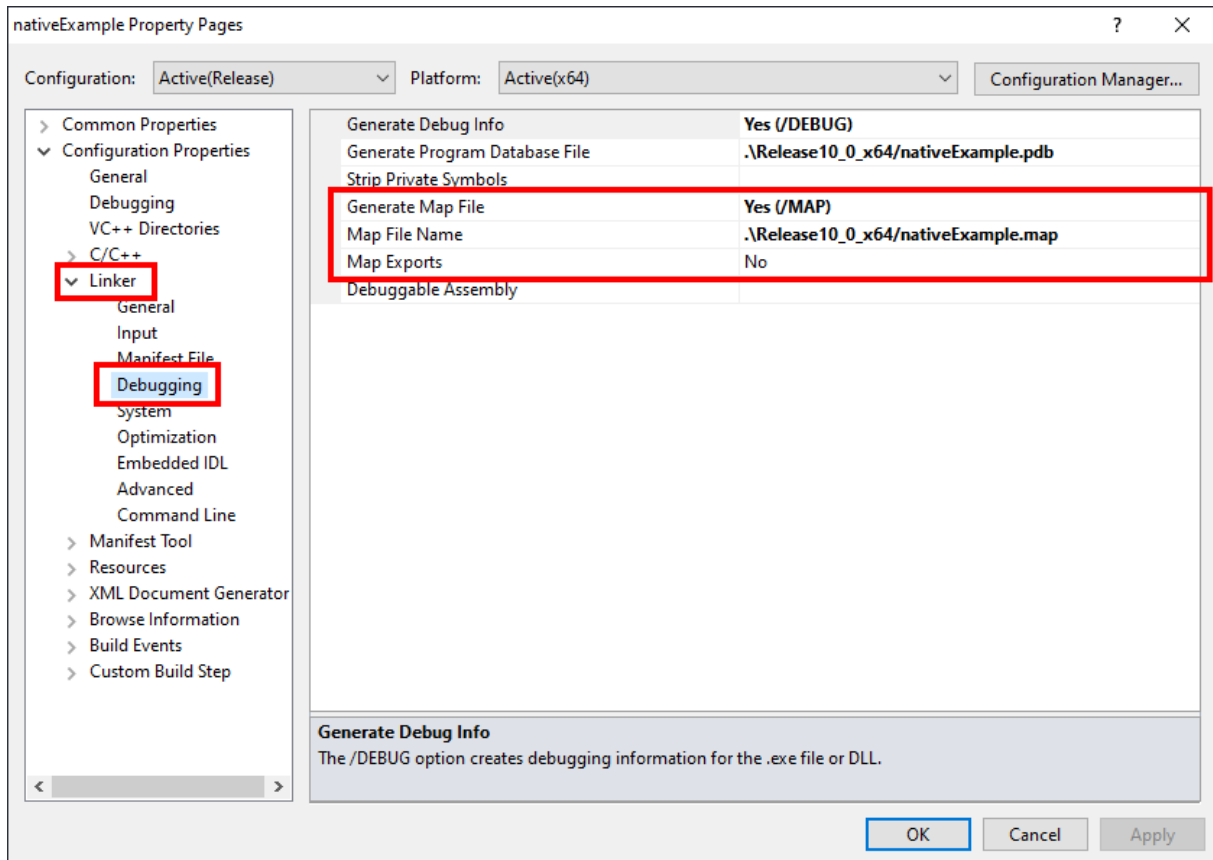 nativeExample Property Pages ?
Configuration: Active(Release) Platform: Active(x64) Configuration Manager...
Common Properties
Configuration Properties
General
Debugging
VC++ Directories
C/C++
Linker
General
Input
Manifest File
Debugging
System
Optimization
Embedded IDL
Advanced
Command Line
Manifest Tool
Resources
XML Document Generator
Browse Information
Build Events
Custom Build Step
Generate Debug Info Yes (/DEBUG)
Generate Program Database File .\Release10_0_x64/nativeExample.pdb
Strip Private Symbols
Generate Map File Yes (/MAP)
Map File Name .\Release10_0_x64/nativeExample.map
Map Exports No
Debuggable Assembly
Generate Debug Info
The /DEBUG option creates debugging information for the .exe file or DLL.
OK Cancel Apply